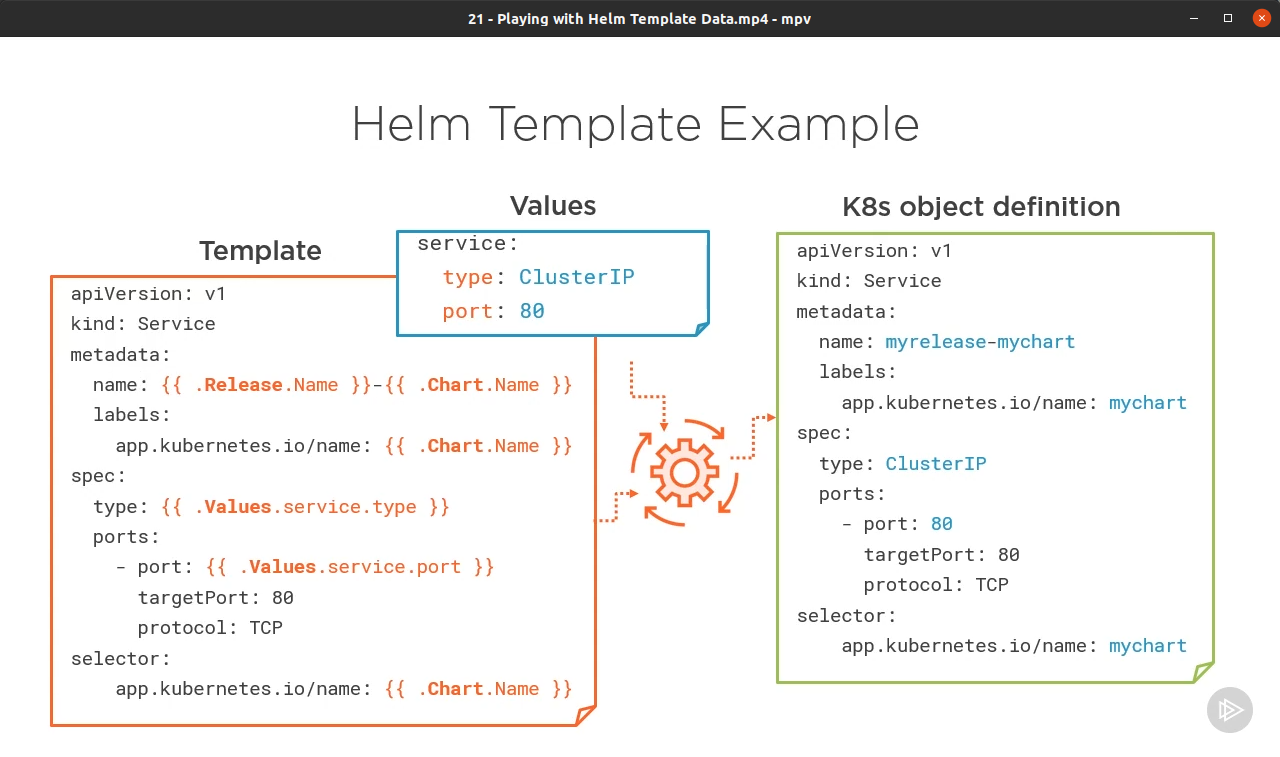 21 - Playing with Helm Template Data.mp4 - mpv
Helm Template Example
Template
apiVersion: v1
kind: Service
metadata:
  name: {{ .Release.Name }}-{{ .Chart.Name }}
  labels:
    app.kubernetes.io/name: {{ .Chart.Name }}
spec:
  type: {{ .Values.service.type }}
  ports:
    - port: {{ .Values.service.port }}
      targetPort: 80
      protocol: TCP
selector:
    app.kubernetes.io/name: {{ .Chart.Name }}
Values
service:
  type: ClusterIP
  port: 80
K8s object definition
apiVersion: v1
kind: Service
metadata:
  name: myrelease-mychart
  labels:
    app.kubernetes.io/name: mychart
spec:
  type: ClusterIP
  ports:
    - port: 80
      targetPort: 80
      protocol: TCP
selector:
    app.kubernetes.io/name: mychart